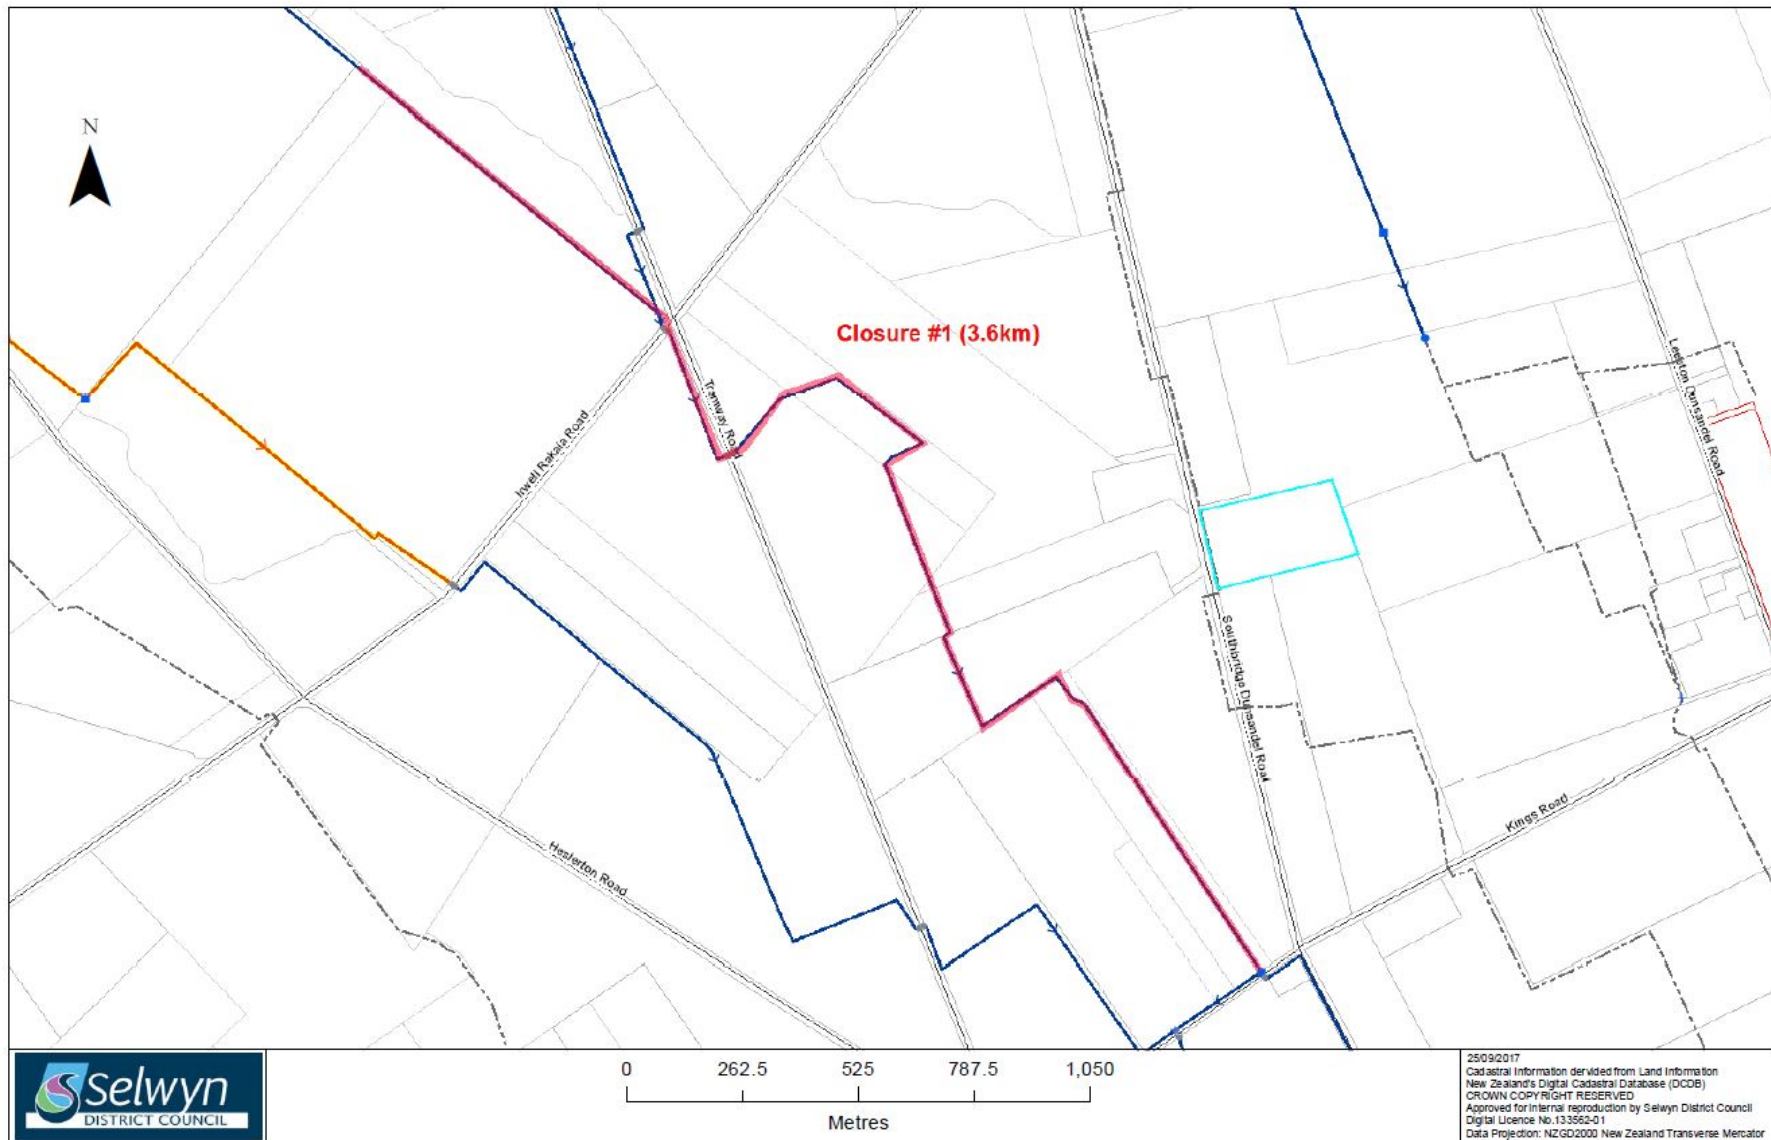 N
Closure #1 (3.6km)
Tramway Road
Irwell Rakaia Road
Leeston Dunsandel Road
Southbridge Dunsandel Road
Kings Road
Heslerton Road
Selwyn
DISTRICT COUNCIL
0 262.5 525 787.5 1,050
Metres
25/09/2017
Cadastral Information dervided from Land Information
New Zealand's Digital Cadastral Database (DCDB)
CROWN COPYRIGHT RESERVED
Approved for Internal reproduction by Selwyn District Council
Digital Licence No.133562-01
Data Projection: NZGD2000 New Zealand Transverse Mercator